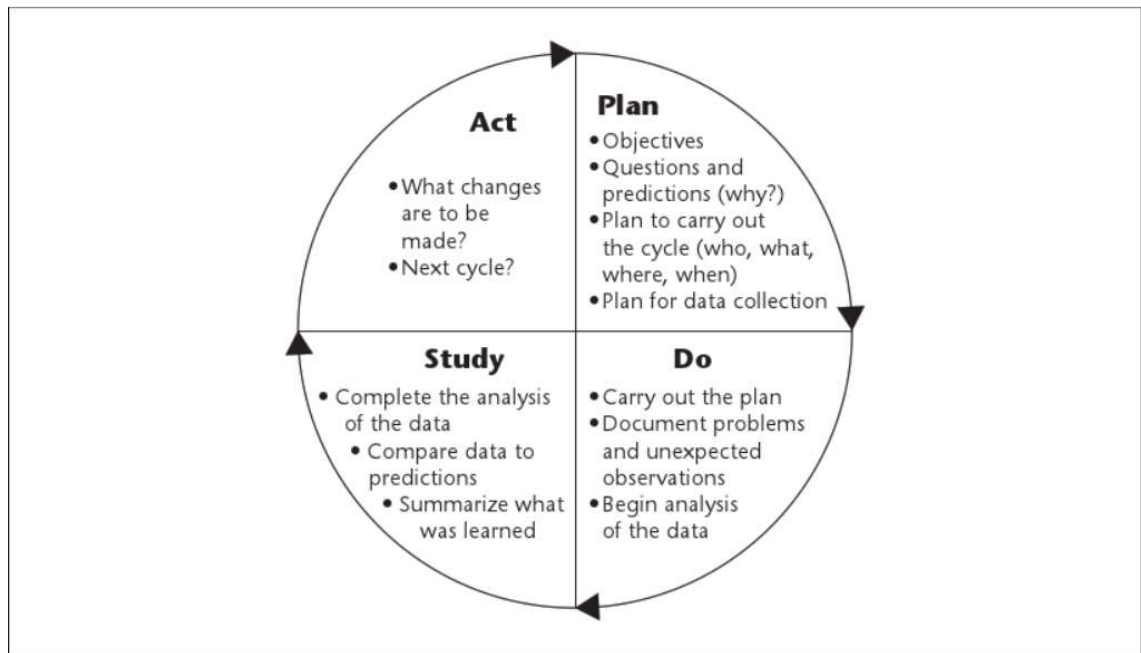 Act
• What changes
are to be
made?
• Next cycle?
Plan
• Objectives
• Questions and
predictions (why?)
• Plan to carry out
the cycle (who, what,
where, when)
• Plan for data collection
Study
• Complete the analysis
of the data
• Compare data to
predictions
• Summarize what
was learned
Do
• Carry out the plan
• Document problems
and unexpected
observations
• Begin analysis
of the data